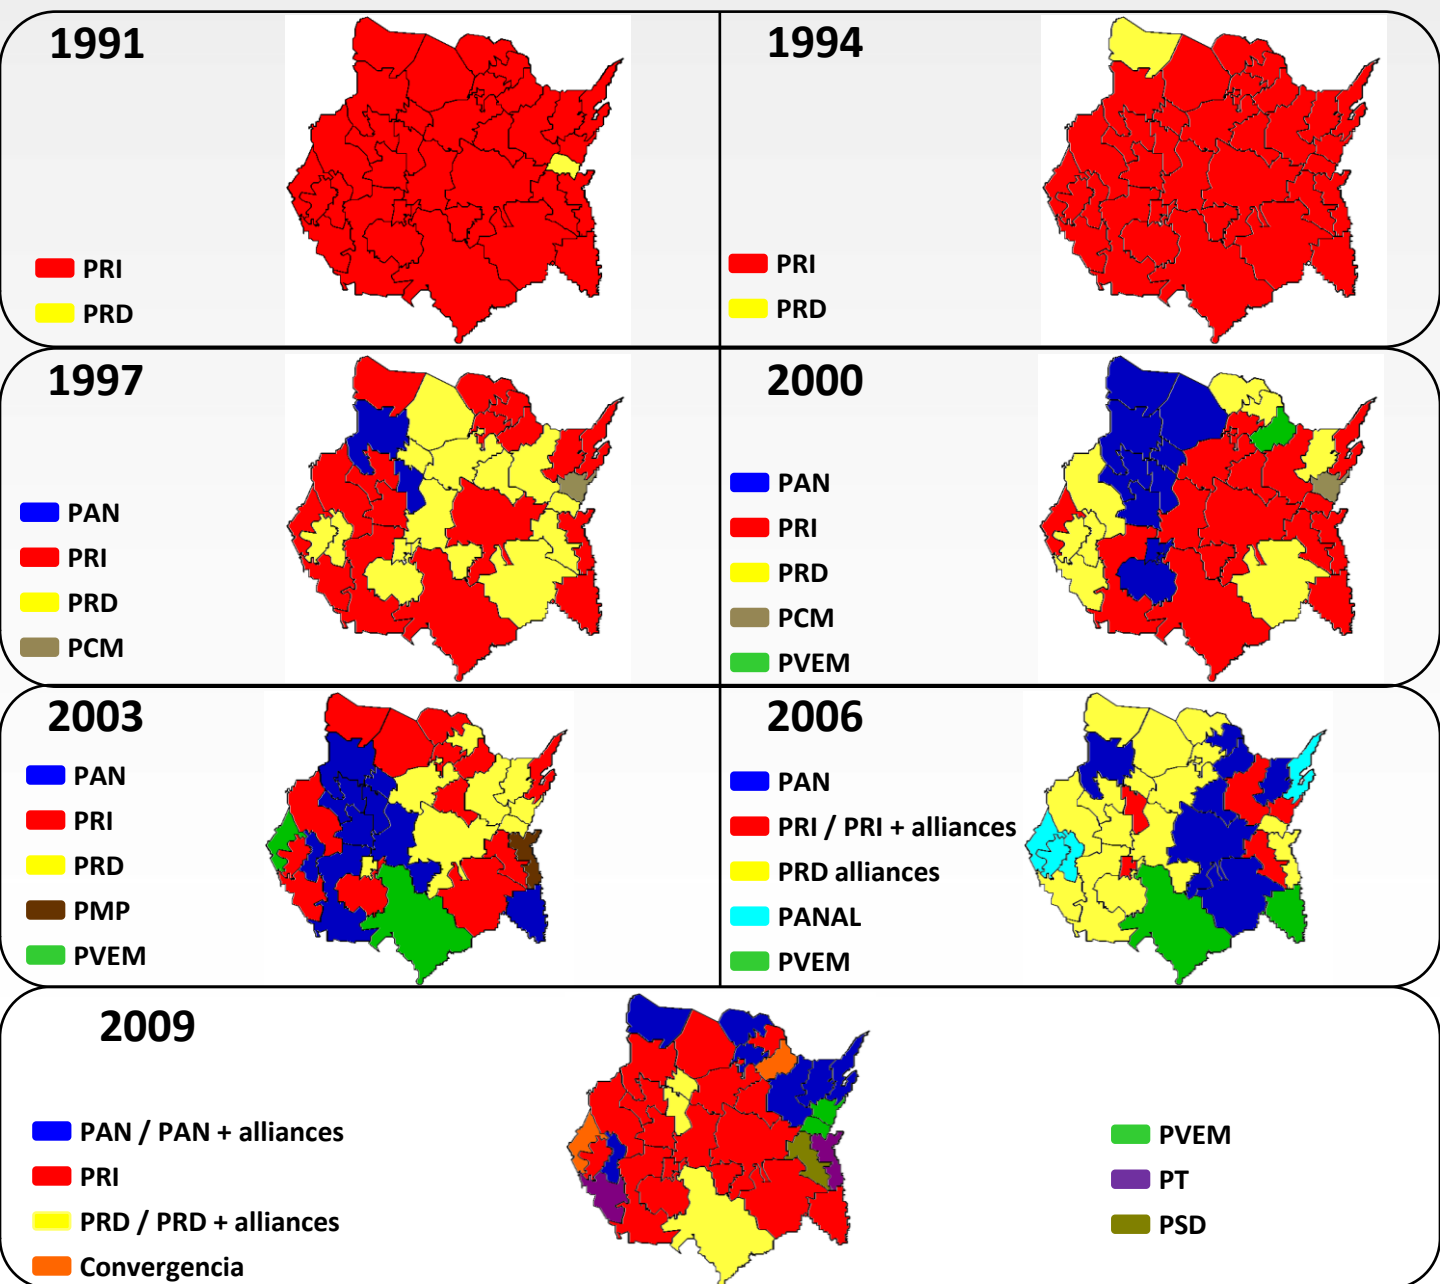 1991
PRI
PRD
1994
PRI
PRD
1997
PAN
PRI
PRD
PCM
2000
PAN
PRI
PRD
PCM
PVEM
2003
PAN
PRI
PRD
PMP
PVEM
2006
PAN
PRI / PRI + alliances
PRD alliances
PANAL
PVEM
2009
PAN / PAN + alliances
PRI
PRD / PRD + alliances
Convergencia
PVEM
PT
PSD